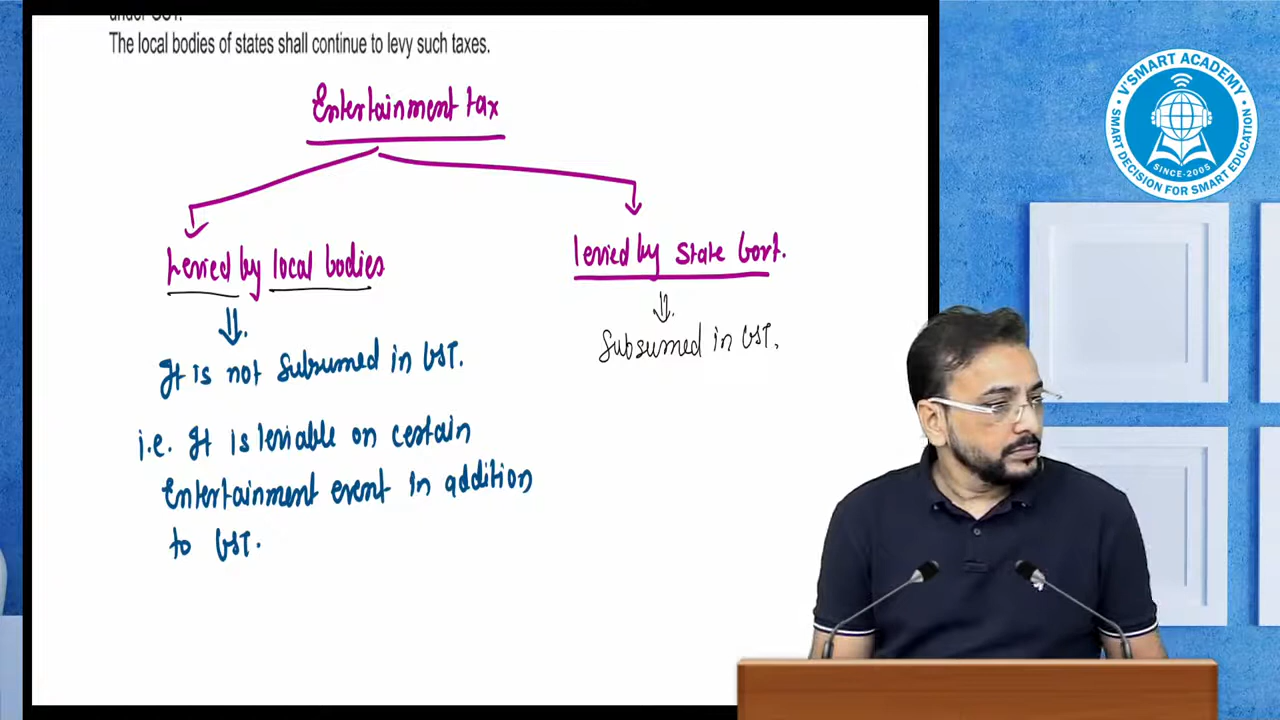 under GST.
The local bodies of states shall continue to levy such taxes.
Entertainment tax
Levied by local bodies
levied by State Govt.
It is not Subsumed in GST.
Subsumed in GST.
i.e. It is leviable on certain
Entertainment event in addition
to GST.
V'SMART ACADEMY
SINCE-2005
SMART DECISION FOR SMART EDUCATION